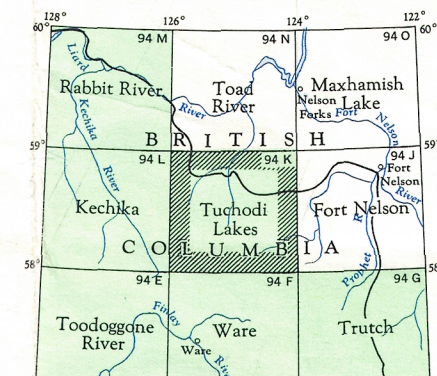 128° 126° 124° 122°
60° 60°
94 M 94 N 94 O
Liard
Rabbit River
Toad
River
River
Maxhamish
Lake
Nelson
Forks
Fort
Nelson
River
Kechika
River
BRITISH
59° 59°
94 L 94 K 94 J
Fort
Nelson
Kechika
Tuchodi
Lakes
Fort Nelson
R
COLUMBIA
Prophet
58° 58°
94 E 94 F 94 G
Finlay
Toodoggone
River
Ware
Ware
Trutch